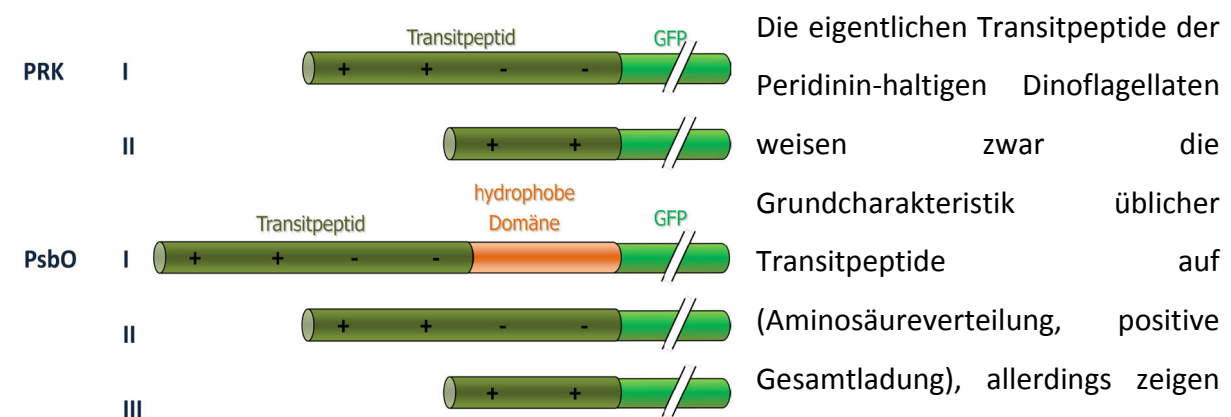 Transitpeptid GFP
PRK I + + - -
II + +
hydrophobe
Domäne
Transitpeptid GFP
PsbO I + + - -
II + + - -
III + +
Die eigentlichen Transitpeptide der
Peridinin-haltigen Dinoflagellaten
weisen zwar die
Grundcharakteristik üblicher
Transitpeptide auf
(Aminosäureverteilung, positive
Gesamtladung), allerdings zeigen